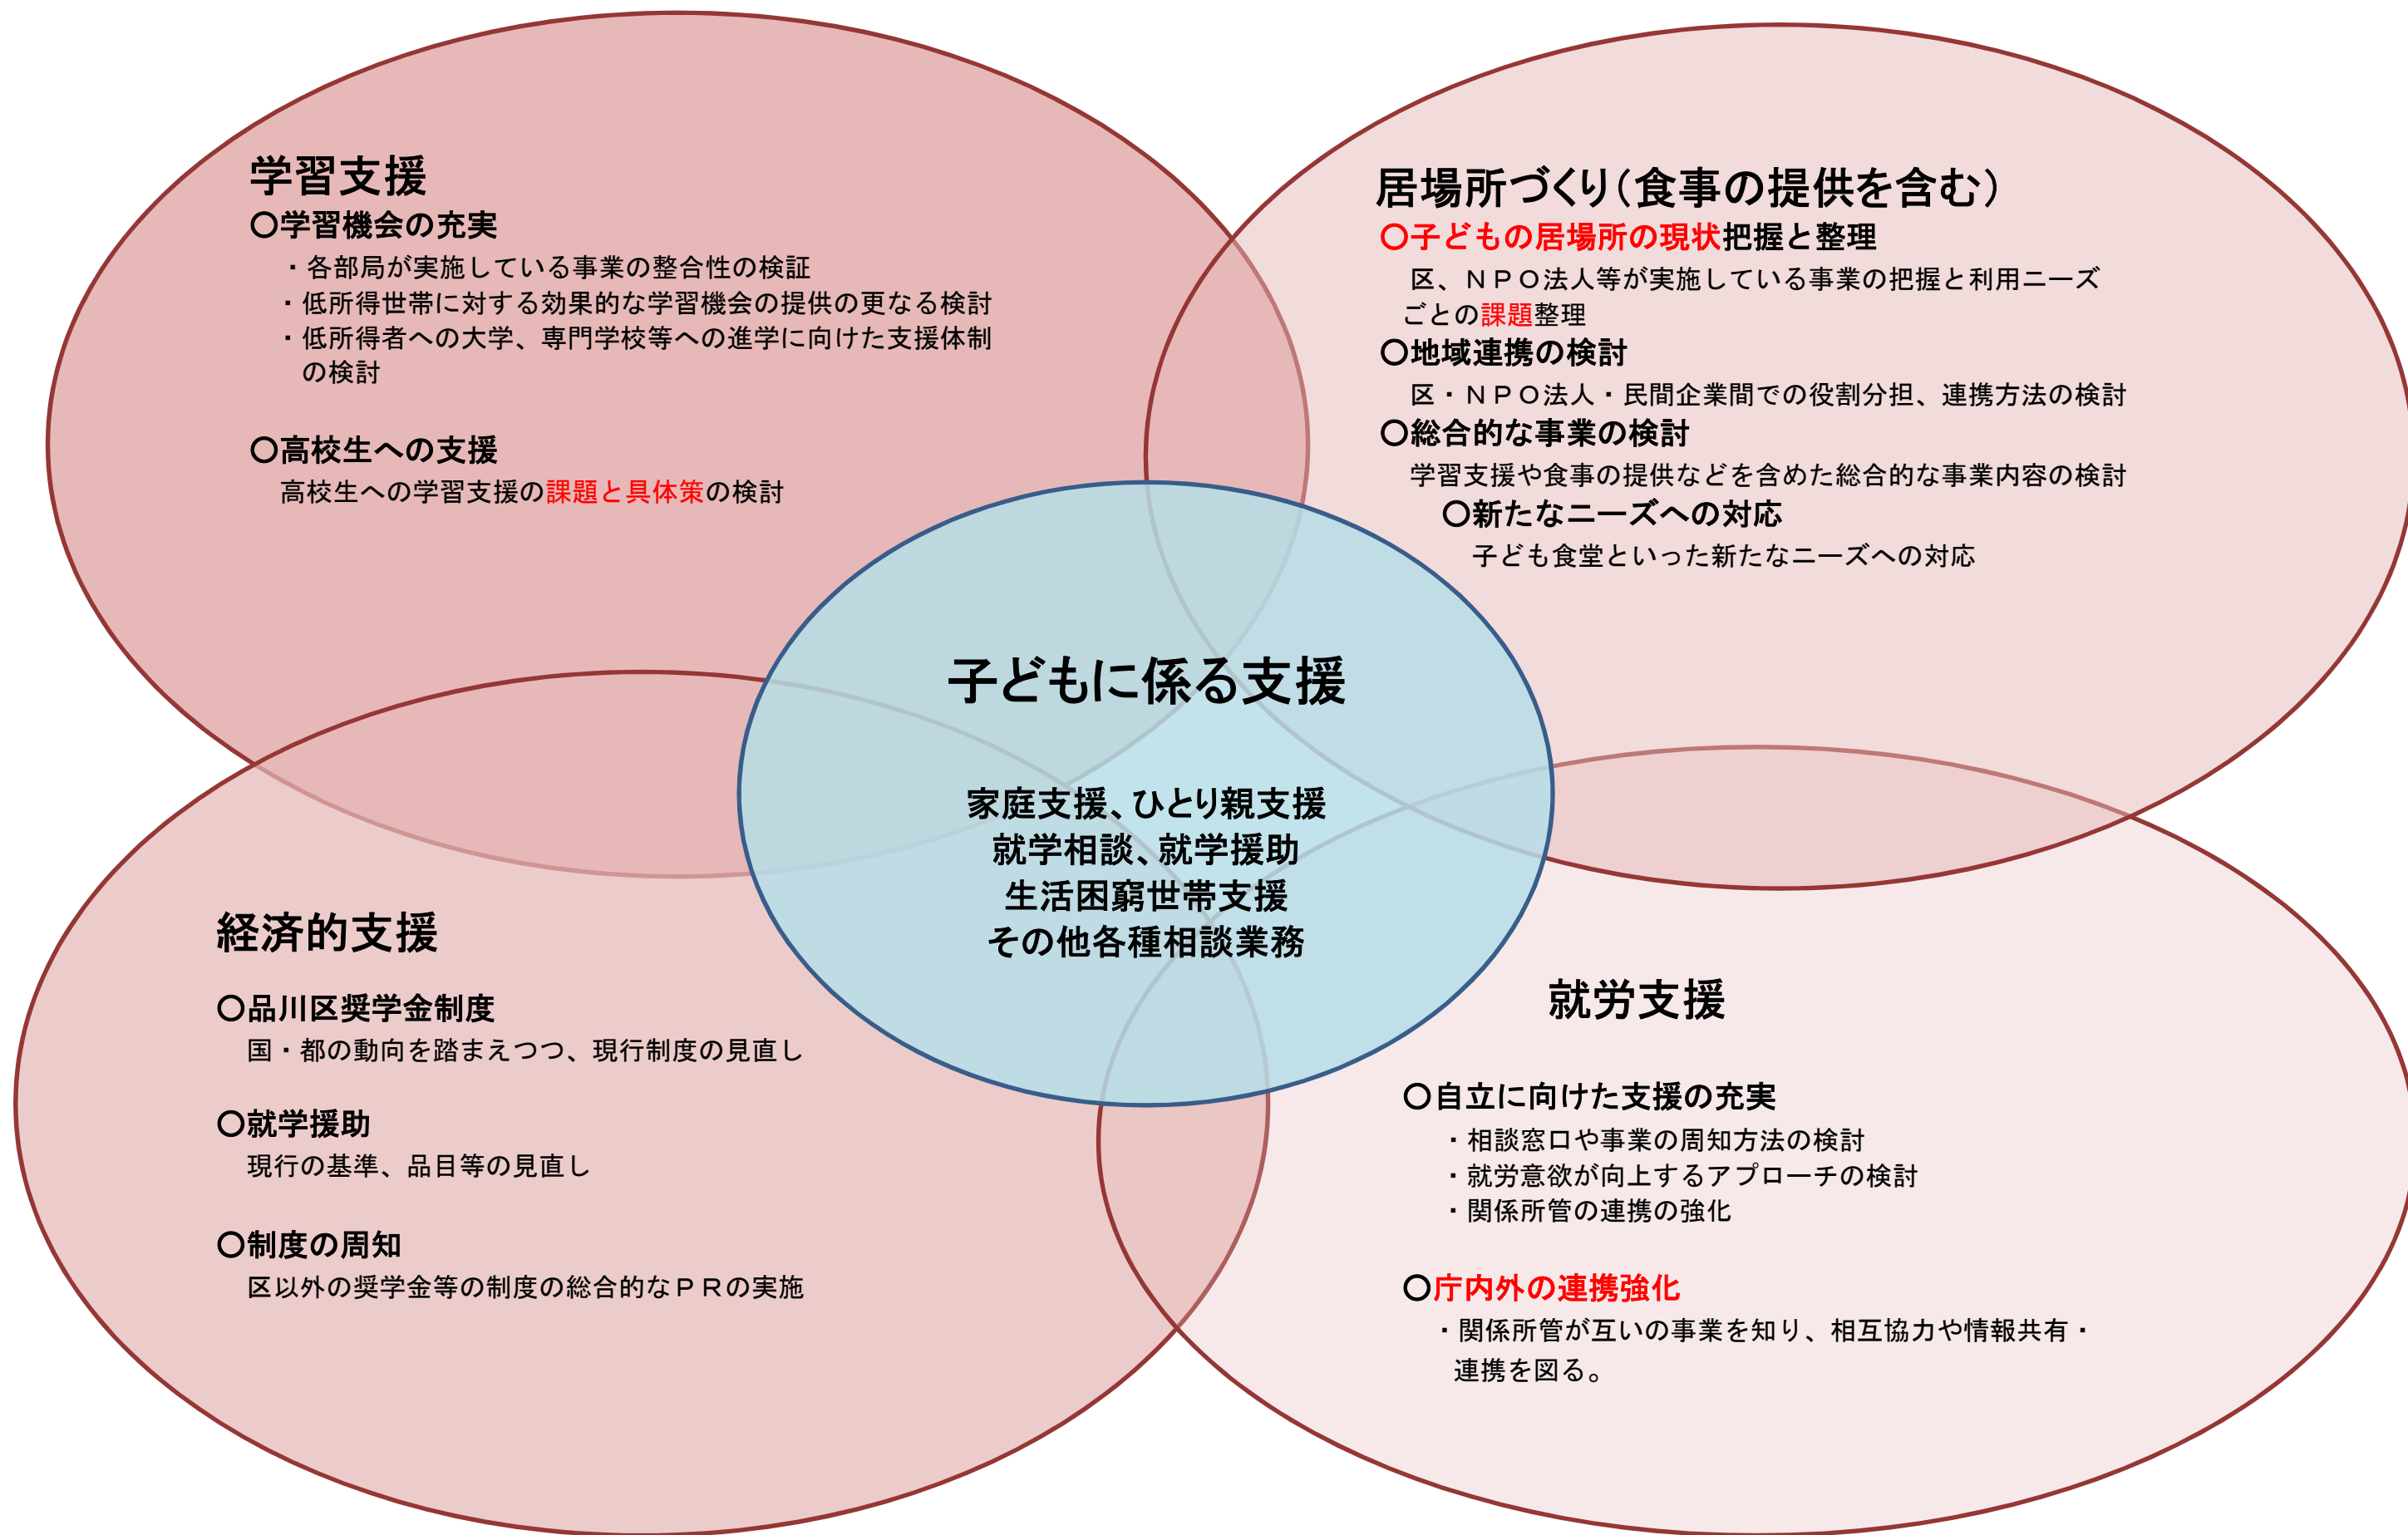 学習支援
〇学習機会の充実
・各部局が実施している事業の整合性の検証
・低所得世帯に対する効果的な学習機会の提供の更なる検討
・低所得者への大学、専門学校等への進学に向けた支援体制
の検討
〇高校生への支援
高校生への学習支援の課題と具体策の検討
居場所づくり（食事の提供を含む）
〇子どもの居場所の現状把握と整理
区、ＮＰＯ法人等が実施している事業の把握と利用ニーズ
ごとの課題整理
〇地域連携の検討
区・ＮＰＯ法人・民間企業間での役割分担、連携方法の検討
〇総合的な事業の検討
学習支援や食事の提供などを含めた総合的な事業内容の検討
〇新たなニーズへの対応
子ども食堂といった新たなニーズへの対応
子どもに係る支援
家庭支援、ひとり親支援
就学相談、就学援助
生活困窮世帯支援
その他各種相談業務
経済的支援
〇品川区奨学金制度
国・都の動向を踏まえつつ、現行制度の見直し
〇就学援助
現行の基準、品目等の見直し
〇制度の周知
区以外の奨学金等の制度の総合的なＰＲの実施
就労支援
〇自立に向けた支援の充実
・相談窓口や事業の周知方法の検討
・就労意欲が向上するアプローチの検討
・関係所管の連携の強化
〇庁内外の連携強化
・関係所管が互いの事業を知り、相互協力や情報共有・
連携を図る。